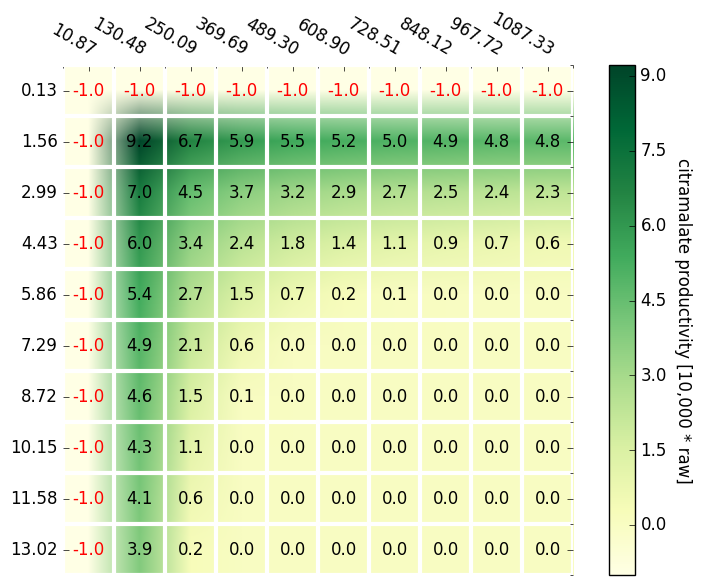 10.87 130.48 250.09 369.69 489.30 608.90 728.51 848.12 967.72 1087.33
0.13 -1.0 -1.0 -1.0 -1.0 -1.0 -1.0 -1.0 -1.0 -1.0 -1.0
1.56 -1.0 9.2 6.7 5.9 5.5 5.2 5.0 4.9 4.8 4.8
2.99 -1.0 7.0 4.5 3.7 3.2 2.9 2.7 2.5 2.4 2.3
4.43 -1.0 6.0 3.4 2.4 1.8 1.4 1.1 0.9 0.7 0.6
5.86 -1.0 5.4 2.7 1.5 0.7 0.2 0.1 0.0 0.0 0.0
7.29 -1.0 4.9 2.1 0.6 0.0 0.0 0.0 0.0 0.0 0.0
8.72 -1.0 4.6 1.5 0.1 0.0 0.0 0.0 0.0 0.0 0.0
10.15 -1.0 4.3 1.1 0.0 0.0 0.0 0.0 0.0 0.0 0.0
11.58 -1.0 4.1 0.6 0.0 0.0 0.0 0.0 0.0 0.0 0.0
13.02 -1.0 3.9 0.2 0.0 0.0 0.0 0.0 0.0 0.0 0.0
9.0
7.5
6.0
4.5
3.0
1.5
0.0
citramalate productivity [10,000 * raw]